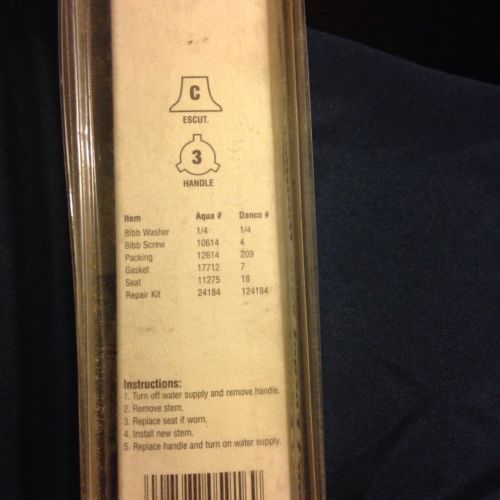 C
ESCUT.
3
HANDLE
Item Aqua # Danco #
Bibb Washer 1/4 1/4
Bibb Screw 10614 4
Packing 12614 209
Gasket 17712 7
Seat 11275 18
Repair Kit 24184 124184
Instructions:
1. Turn off water supply and remove handle.
2. Remove stem.
3. Replace seat if worn.
4. Install new stem.
5. Replace handle and turn on water supply.